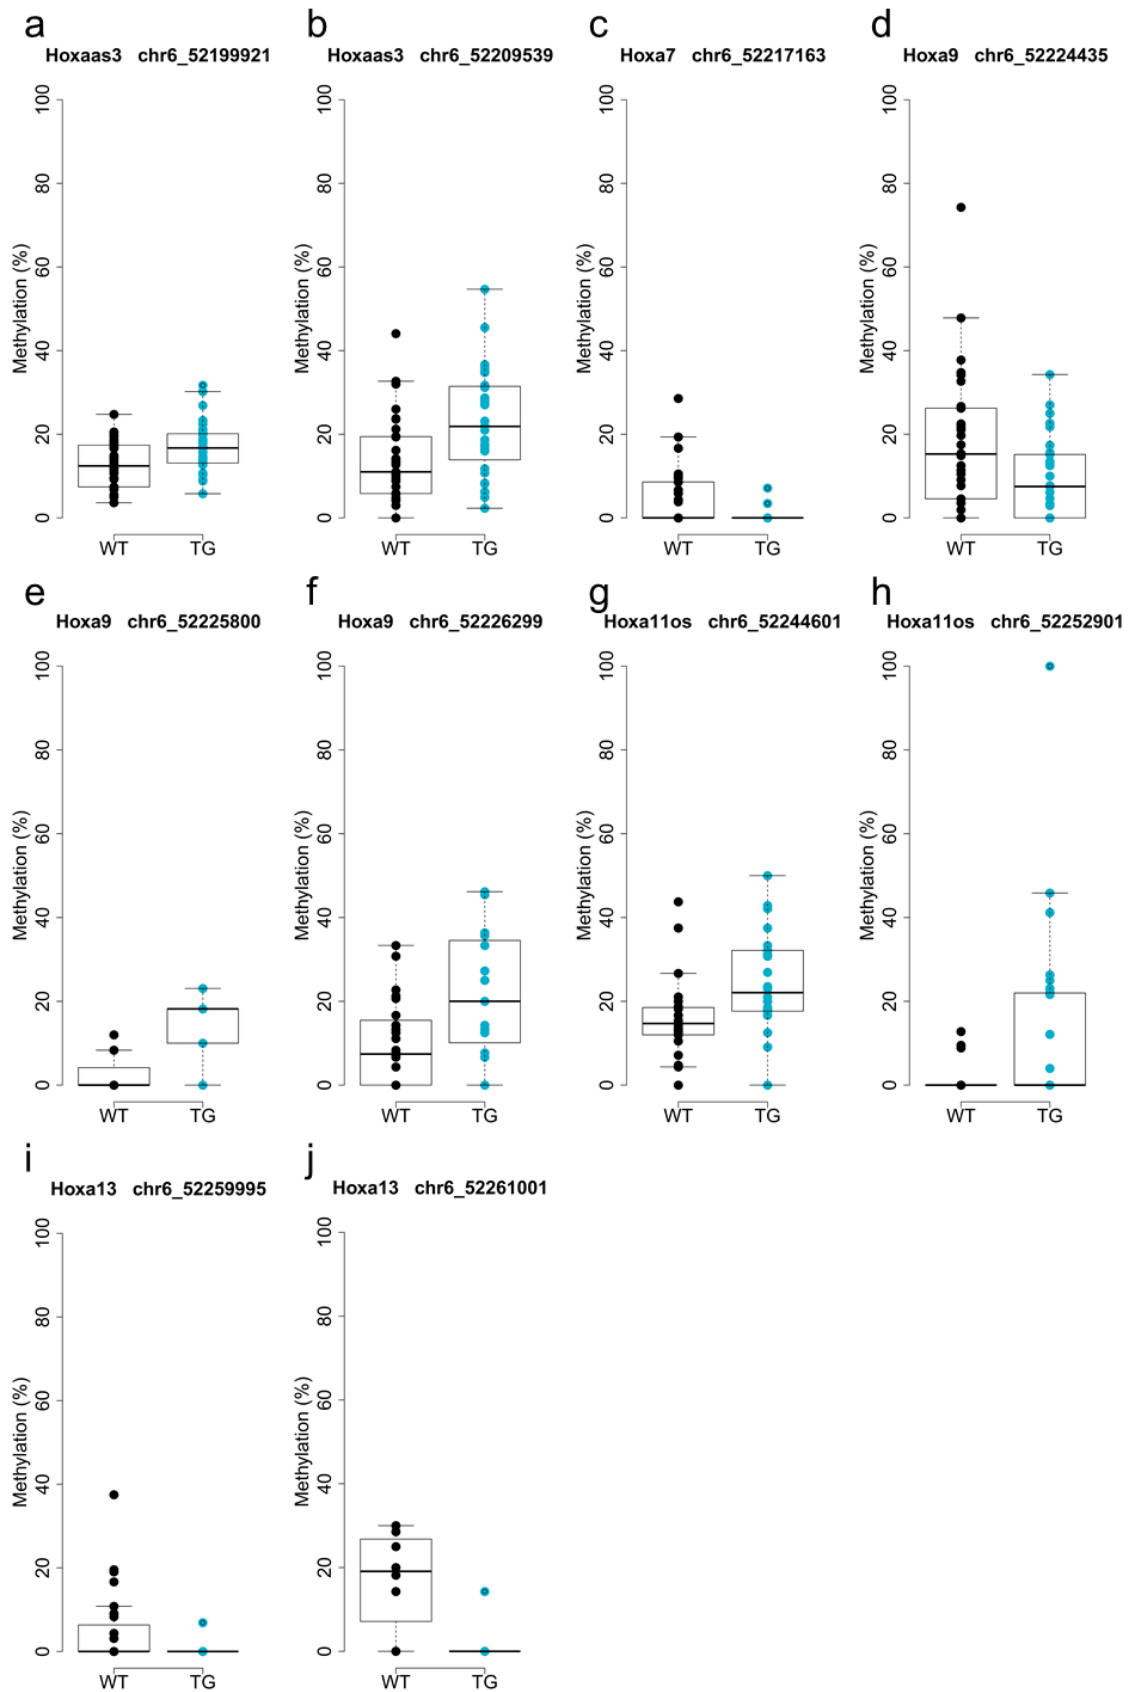 a b c d
Hoxaas3 chr6_52199921 Hoxaas3 chr6_52209539 Hoxa7 chr6_52217163 Hoxa9 chr6_52224435
Methylation (%) Methylation (%) Methylation (%) Methylation (%)
100 100 100 100
80 80 80 80
60 60 60 60
40 40 40 40
20 20 20 20
0 0 0 0
WT TG WT TG WT TG WT TG
e f g h
Hoxa9 chr6_52225800 Hoxa9 chr6_52226299 Hoxa11os chr6_52244601 Hoxa11os chr6_52252901
Methylation (%) Methylation (%) Methylation (%) Methylation (%)
100 100 100 100
80 80 80 80
60 60 60 60
40 40 40 40
20 20 20 20
0 0 0 0
WT TG WT TG WT TG WT TG
i j
Hoxa13 chr6_52259995 Hoxa13 chr6_52261001
Methylation (%) Methylation (%)
100 100
80 80
60 60
40 40
20 20
0 0
WT TG WT TG